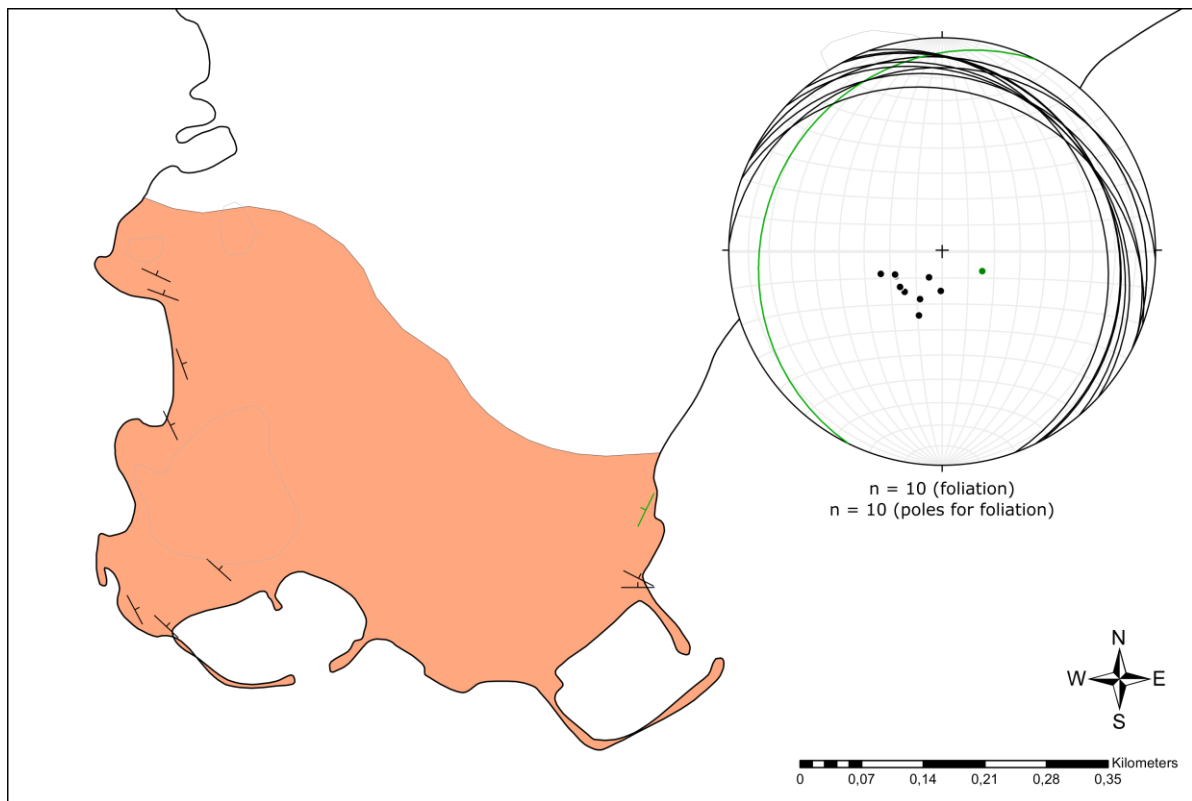 n = 10 (foliation)
n = 10 (poles for foliation)
N
W E
S
Kilometers
0 0,07 0,14 0,21 0,28 0,35